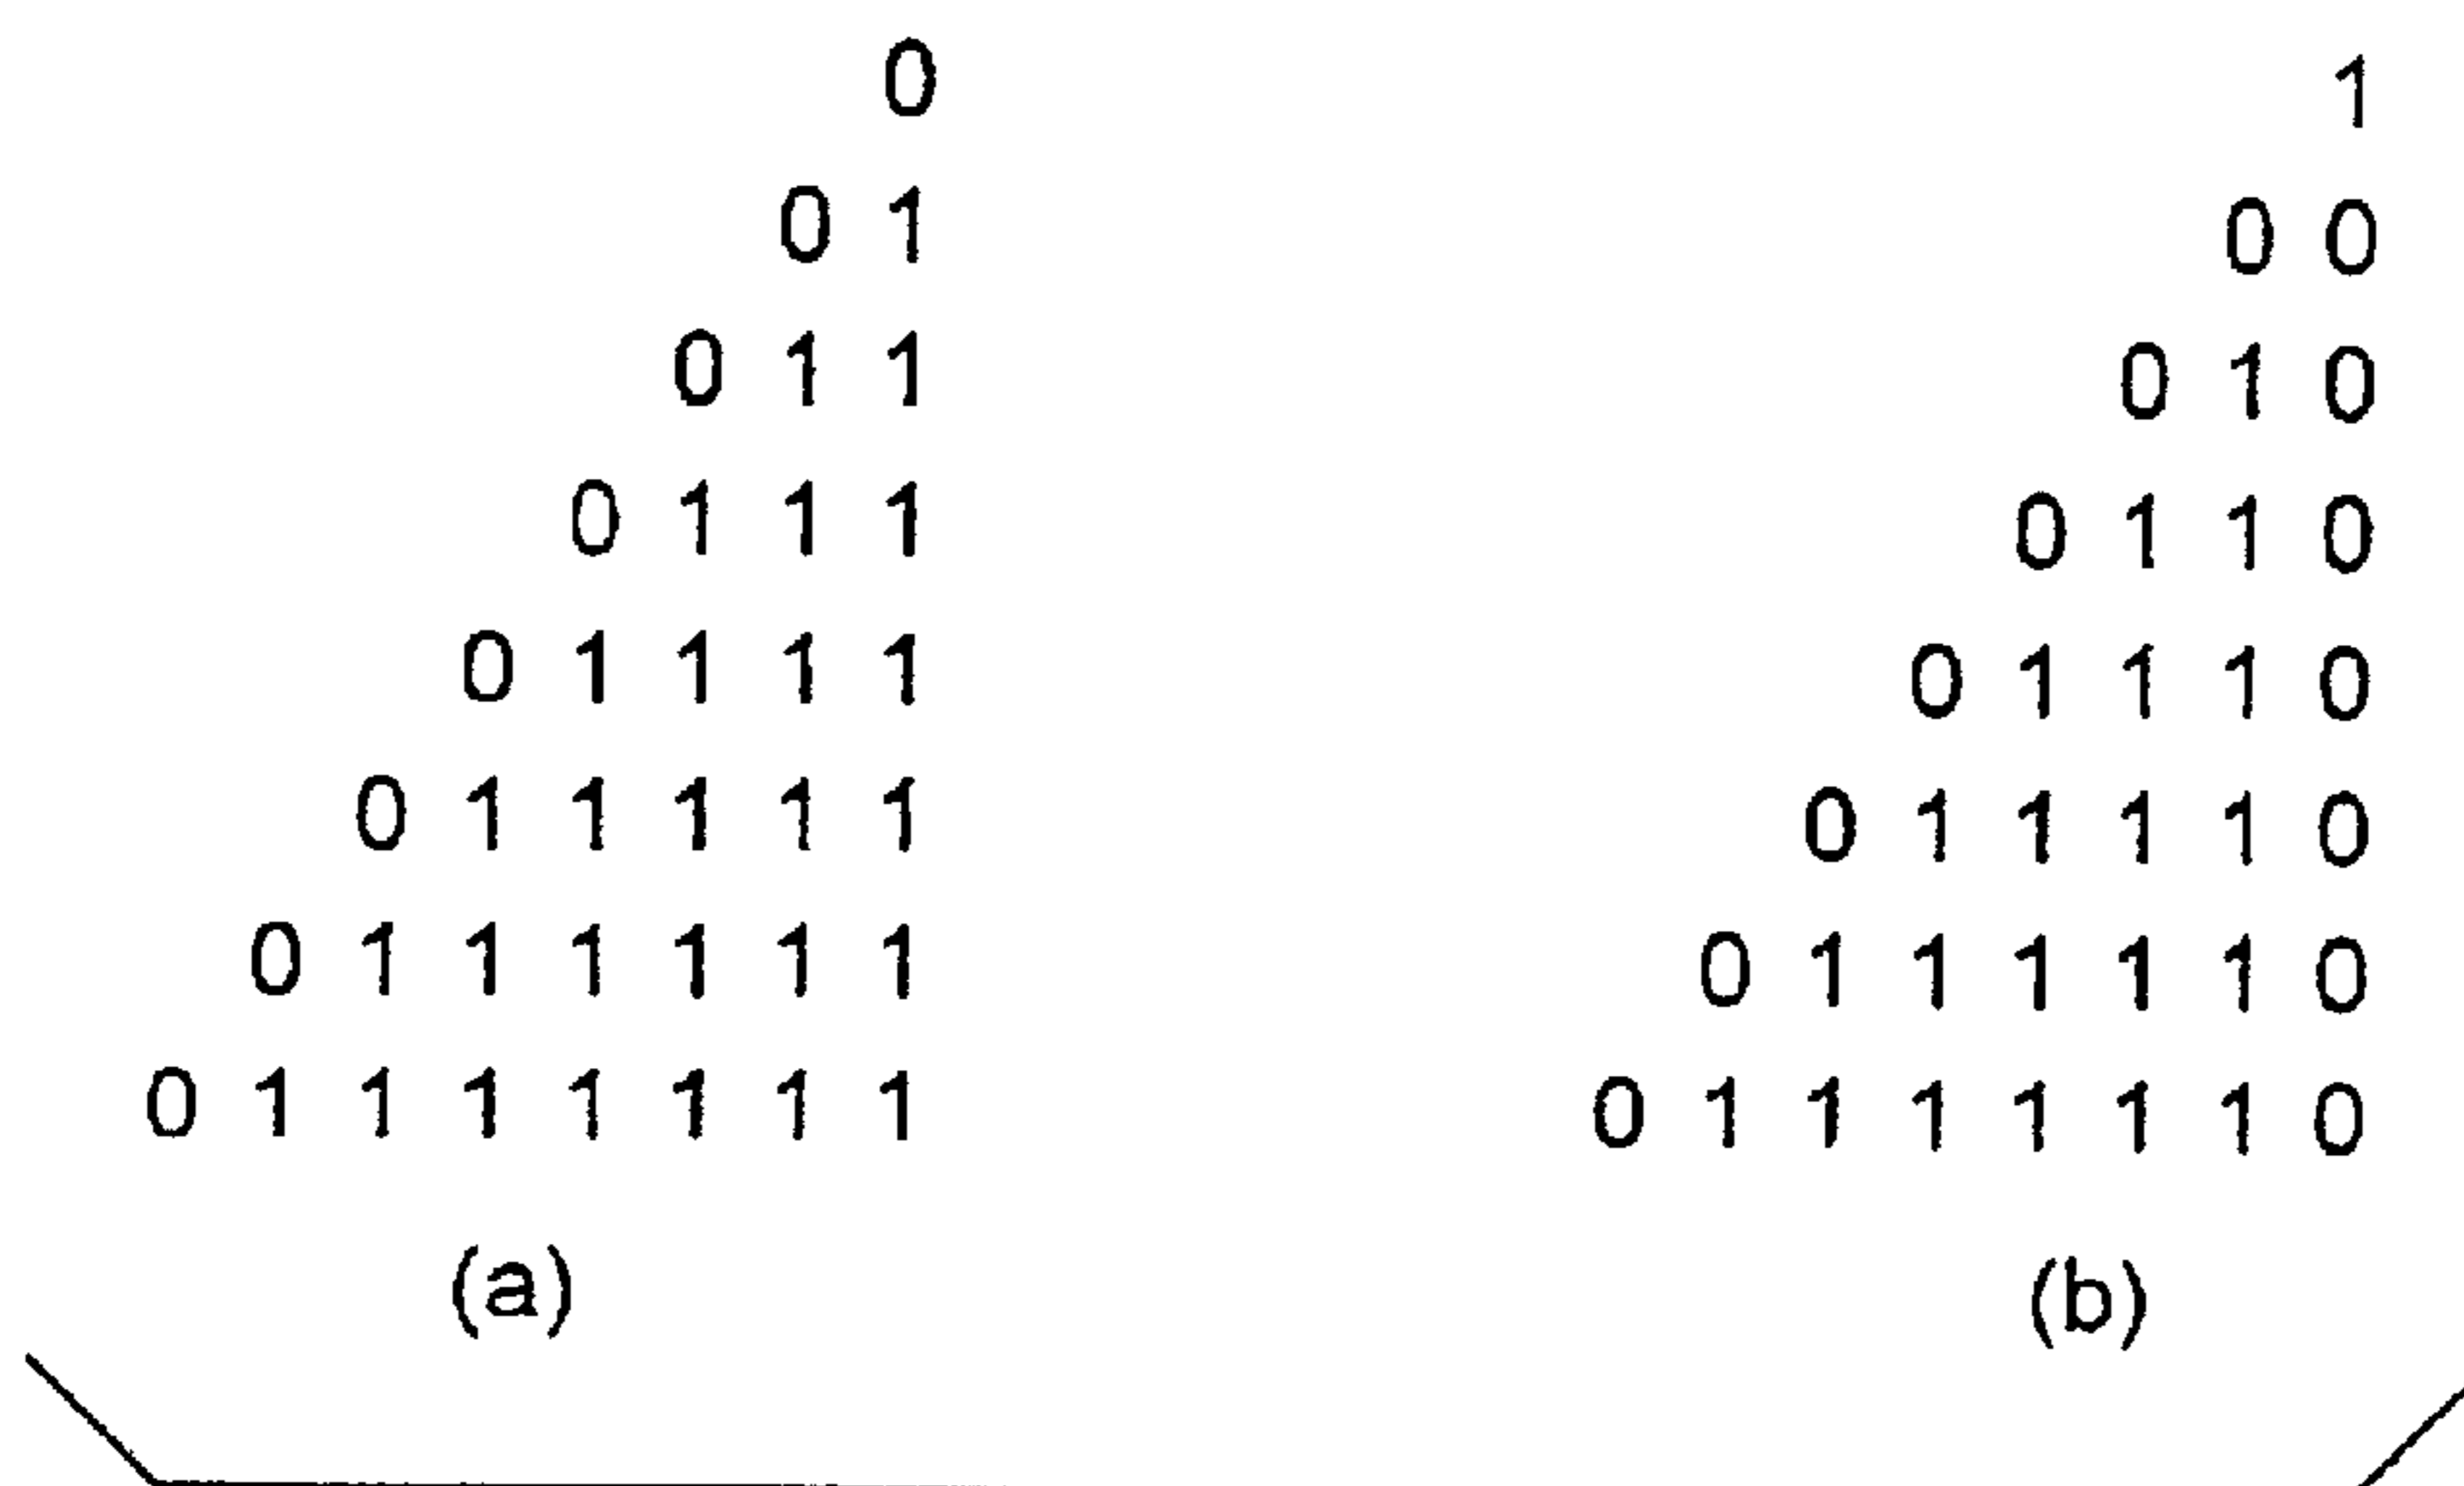 0
0 1
0 1 1
0 1 1 1
0 1 1 1 1
0 1 1 1 1 1
0 1 1 1 1 1 1
0 1 1 1 1 1 1 1
(a)
1
0 0
0 1 0
0 1 1 0
0 1 1 1 0
0 1 1 1 1 0
0 1 1 1 1 1 0
0 1 1 1 1 1 1 0
(b)